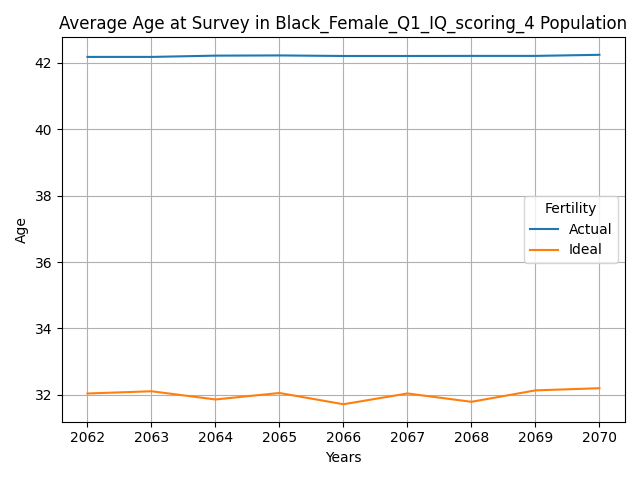 Average Age at Survey in Black_Female_Q1_IQ_scoring_4 Population
42
40
38
36
34
32
Age
Fertility
Actual
Ideal
2062 2063 2064 2065 2066 2067 2068 2069 2070
Years